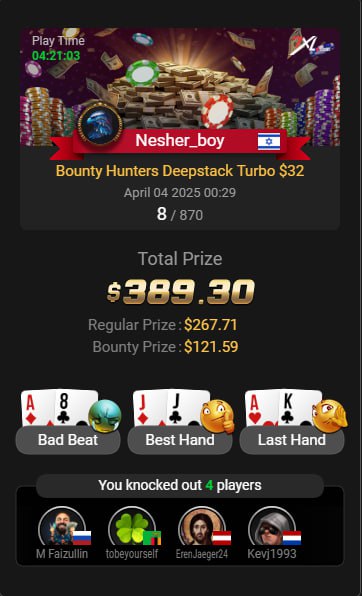 Play Time
04:21:03
Nesher_boy
Bounty Hunters Deepstack Turbo $32
April 04 2025 00:29
8 / 870
Total Prize
$389.30
Regular Prize : $267.71
Bounty Prize : $121.59
A 8 J J A K
Bad Beat Best Hand Last Hand
You knocked out 4 players
M Faizullin tobeyourself ErenJaeger24 Kevj1993